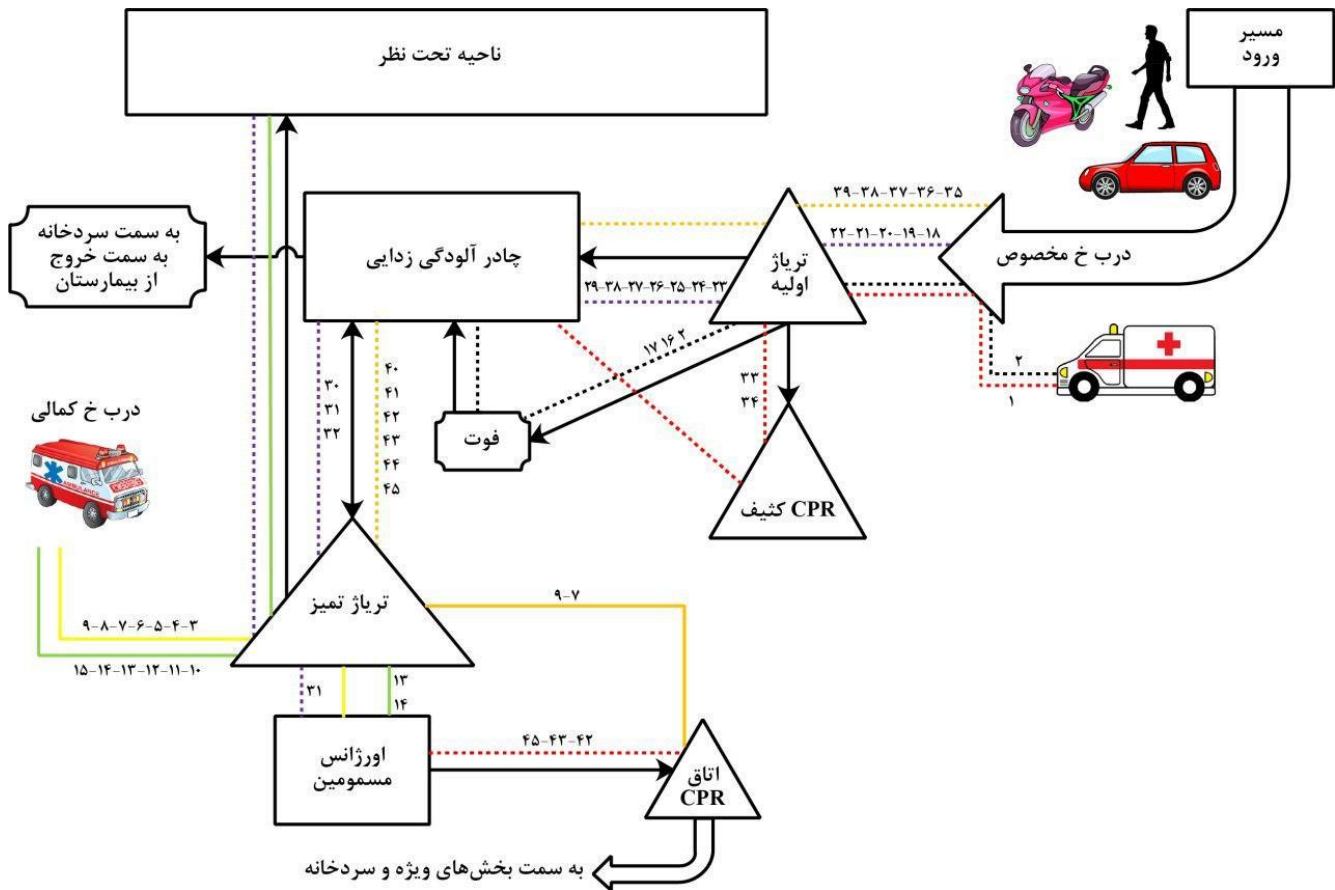 ناحیه تحت نظر
مسیر
ورود
۳۹-۳۸-۳۷-۳۶-۳۵
۲۲-۲۱-۲۰-۱۹-۱۸
درب خ مخصوص
تریاژ
اولیه
چادر آلودگی زدایی
به سمت سردخانه
به سمت خروج
از بیمارستان
۲۹-۳۸-۲۷-۲۶-۲۵-۲۴-۲۳
۱۷ ۱۶ ۲
۲
۱
۳۳
۳۴
۳۰
۳۱
۳۲
۴۰
۴۱
۴۲
۴۳
۴۴
۴۵
فوت
CPR کثیف
درب خ کمالی
AMBULANCE
تریاژ تمیز
۹-۷
۹-۸-۷-۶-۵-۴-۳
۱۵-۱۴-۱۳-۱۲-۱۱-۱۰
۳۱
۱۳
۱۴
اورژانس
مسمومین
۴۵-۴۳-۴۲
اتاق
CPR
به سمت بخش‌های ویژه و سردخانه